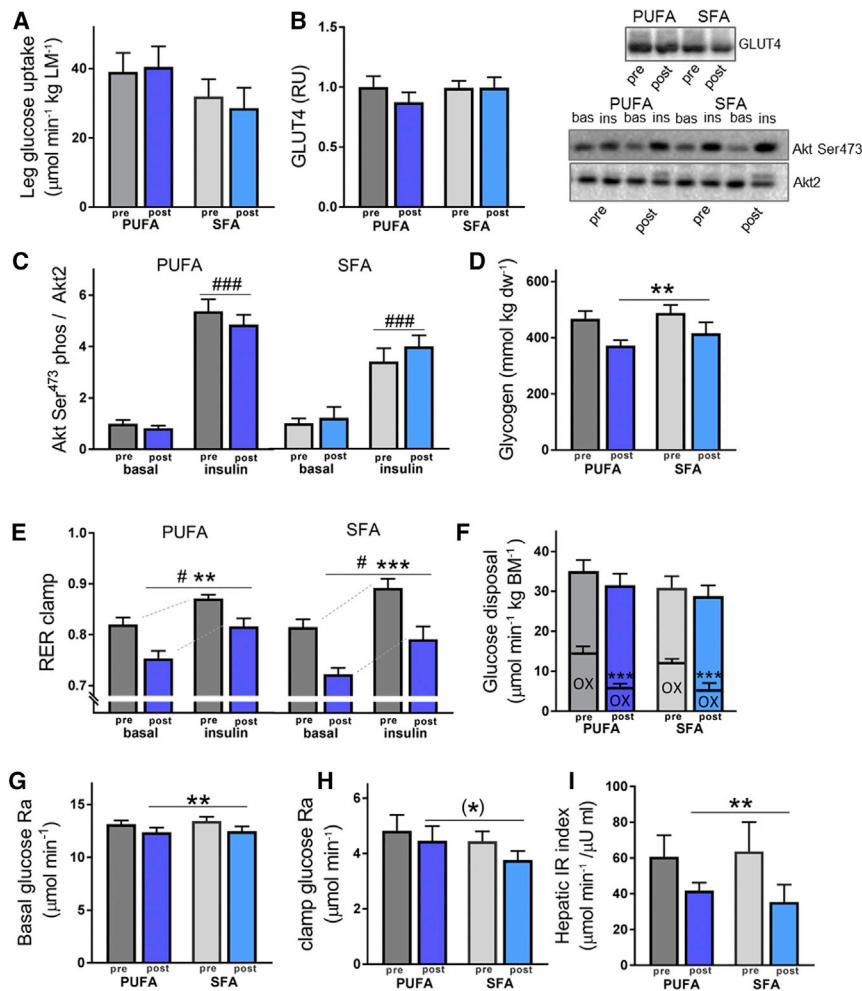 A
Leg glucose uptake
(µmol min⁻¹ kg LM⁻¹)
60
40
20
0
pre post pre post
PUFA SFA
B
GLUT4 (RU)
1.5
1.0
0.5
0.0
pre post pre post
PUFA SFA
PUFA SFA
GLUT4
pre post pre post
PUFA SFA
bas ins bas ins bas ins bas ins
Akt Ser473
Akt2
pre post pre post
C
PUFA SFA
Akt Ser⁴⁷³ phos / Akt2
6
4
2
0
### ###
pre post pre post pre post pre post
basal insulin basal insulin
D
Glycogen (mmol kg dw⁻¹)
600
400
200
0
**
pre post pre post
PUFA SFA
E
PUFA SFA
RER clamp
1.0
0.9
0.8
0.7
# ** # ***
pre post pre post pre post pre post
basal insulin basal insulin
F
Glucose disposal
(µmol min⁻¹ kg BM⁻¹)
40
30
20
10
0
*** ***
OX OX OX OX
pre post pre post
PUFA SFA
G
Basal glucose Ra
(µmol min⁻¹)
15
10
5
0
**
pre post pre post
PUFA SFA
H
clamp glucose Ra
(µmol min⁻¹)
6
4
2
0
(*)
pre post pre post
PUFA SFA
I
Hepatic IR index
(µmol min⁻¹ /µU ml)
100
80
60
40
20
0
**
pre post pre post
PUFA SFA